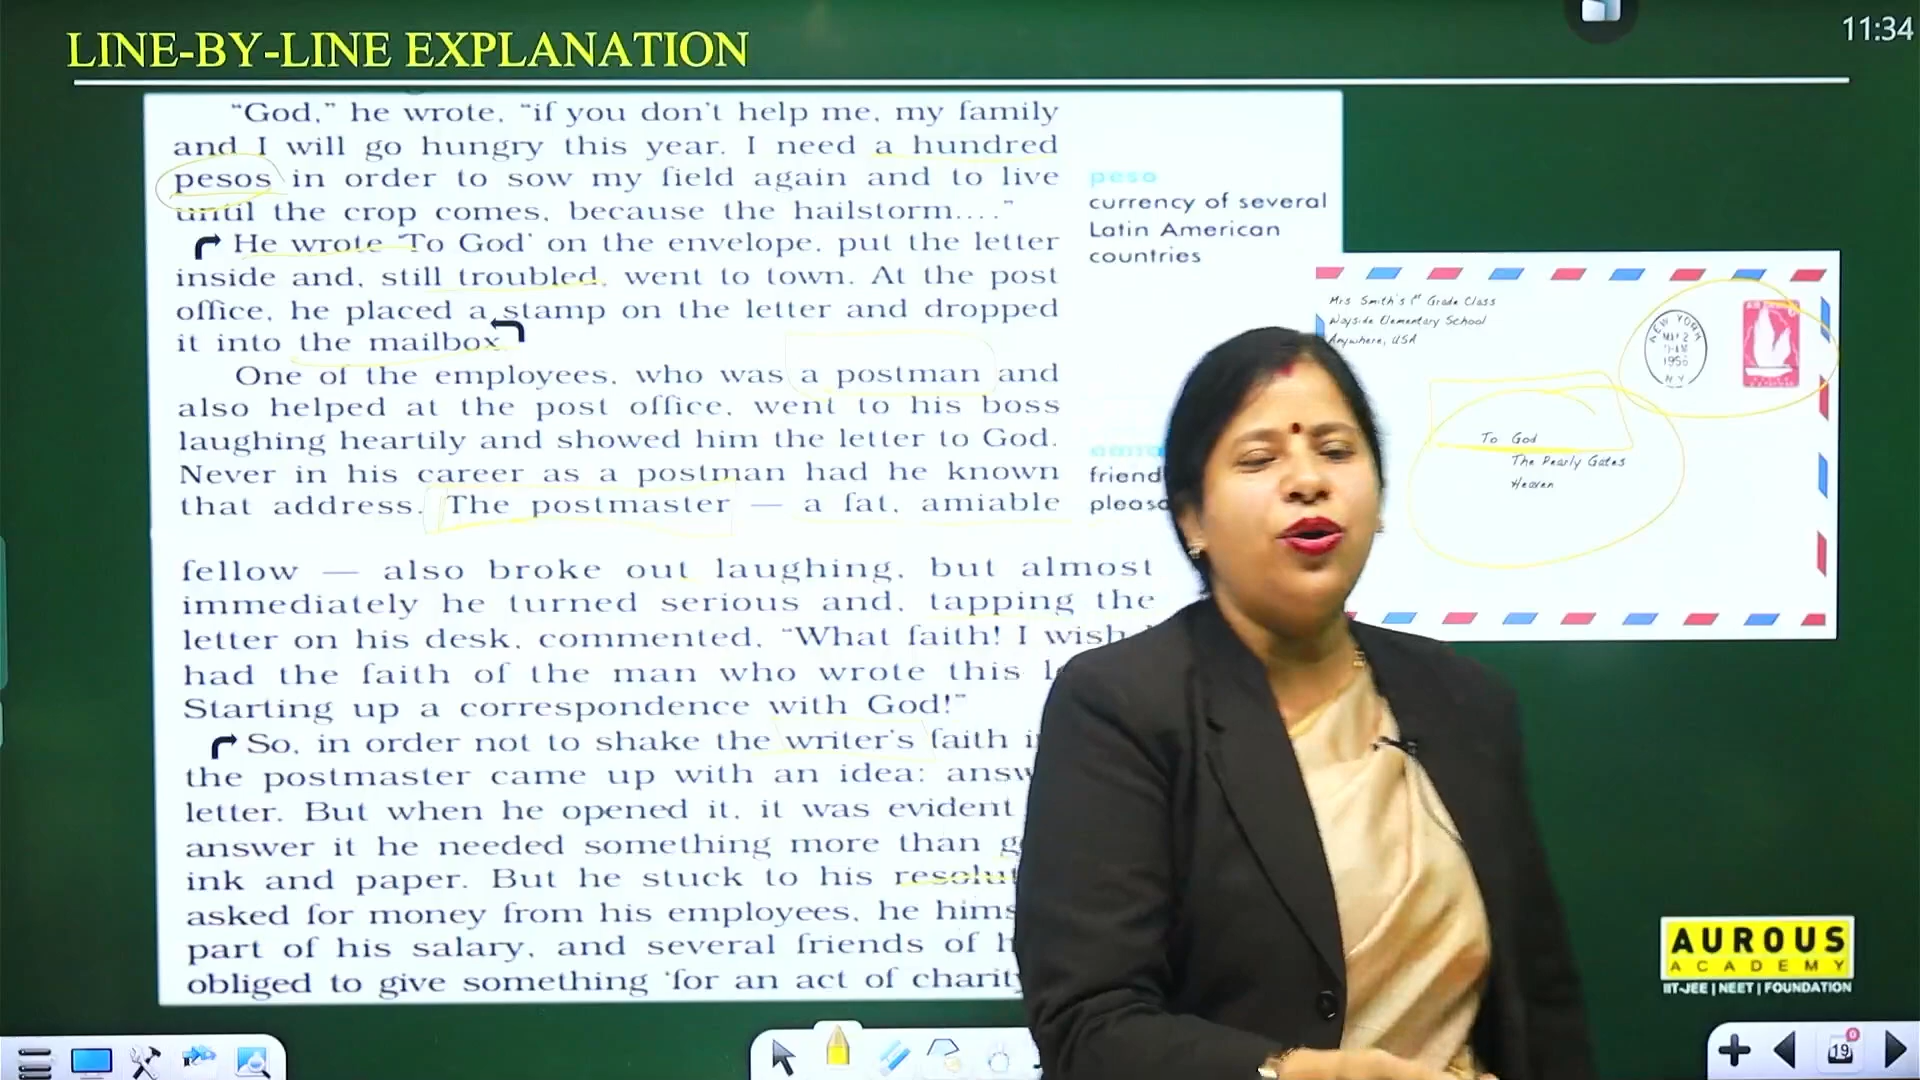 LINE-BY-LINE EXPLANATION
11:34
“God,” he wrote, “if you don’t help me, my family
and I will go hungry this year. I need a hundred
pesos in order to sow my field again and to live
until the crop comes, because the hailstorm....”
He wrote ‘To God’ on the envelope, put the letter
inside and, still troubled, went to town. At the post
office, he placed a stamp on the letter and dropped
it into the mailbox.
One of the employees, who was a postman and
also helped at the post office, went to his boss
laughing heartily and showed him the letter to God.
Never in his career as a postman had he known
that address. The postmaster — a fat, amiable
fellow — also broke out laughing, but almost
immediately he turned serious and, tapping the
letter on his desk, commented, “What faith! I wish
had the faith of the man who wrote this
Starting up a correspondence with God!”
So, in order not to shake the writer’s faith
the postmaster came up with an idea:
letter. But when he opened it, it was evident
answer it he needed something more than
ink and paper. But he stuck to his
asked for money from his employees, he
part of his salary, and several friends of
obliged to give something ‘for an act of
peso
currency of several
Latin American
countries
friend
Mrs Smith's 1st Grade Class
Wayside Elementary School
Anywhere, USA
NEW YORK
1956
N Y
To God
The Pearly Gates
Heaven
AUROUS
ACADEMY
IIT-JEE | NEET | FOUNDATION
19
0